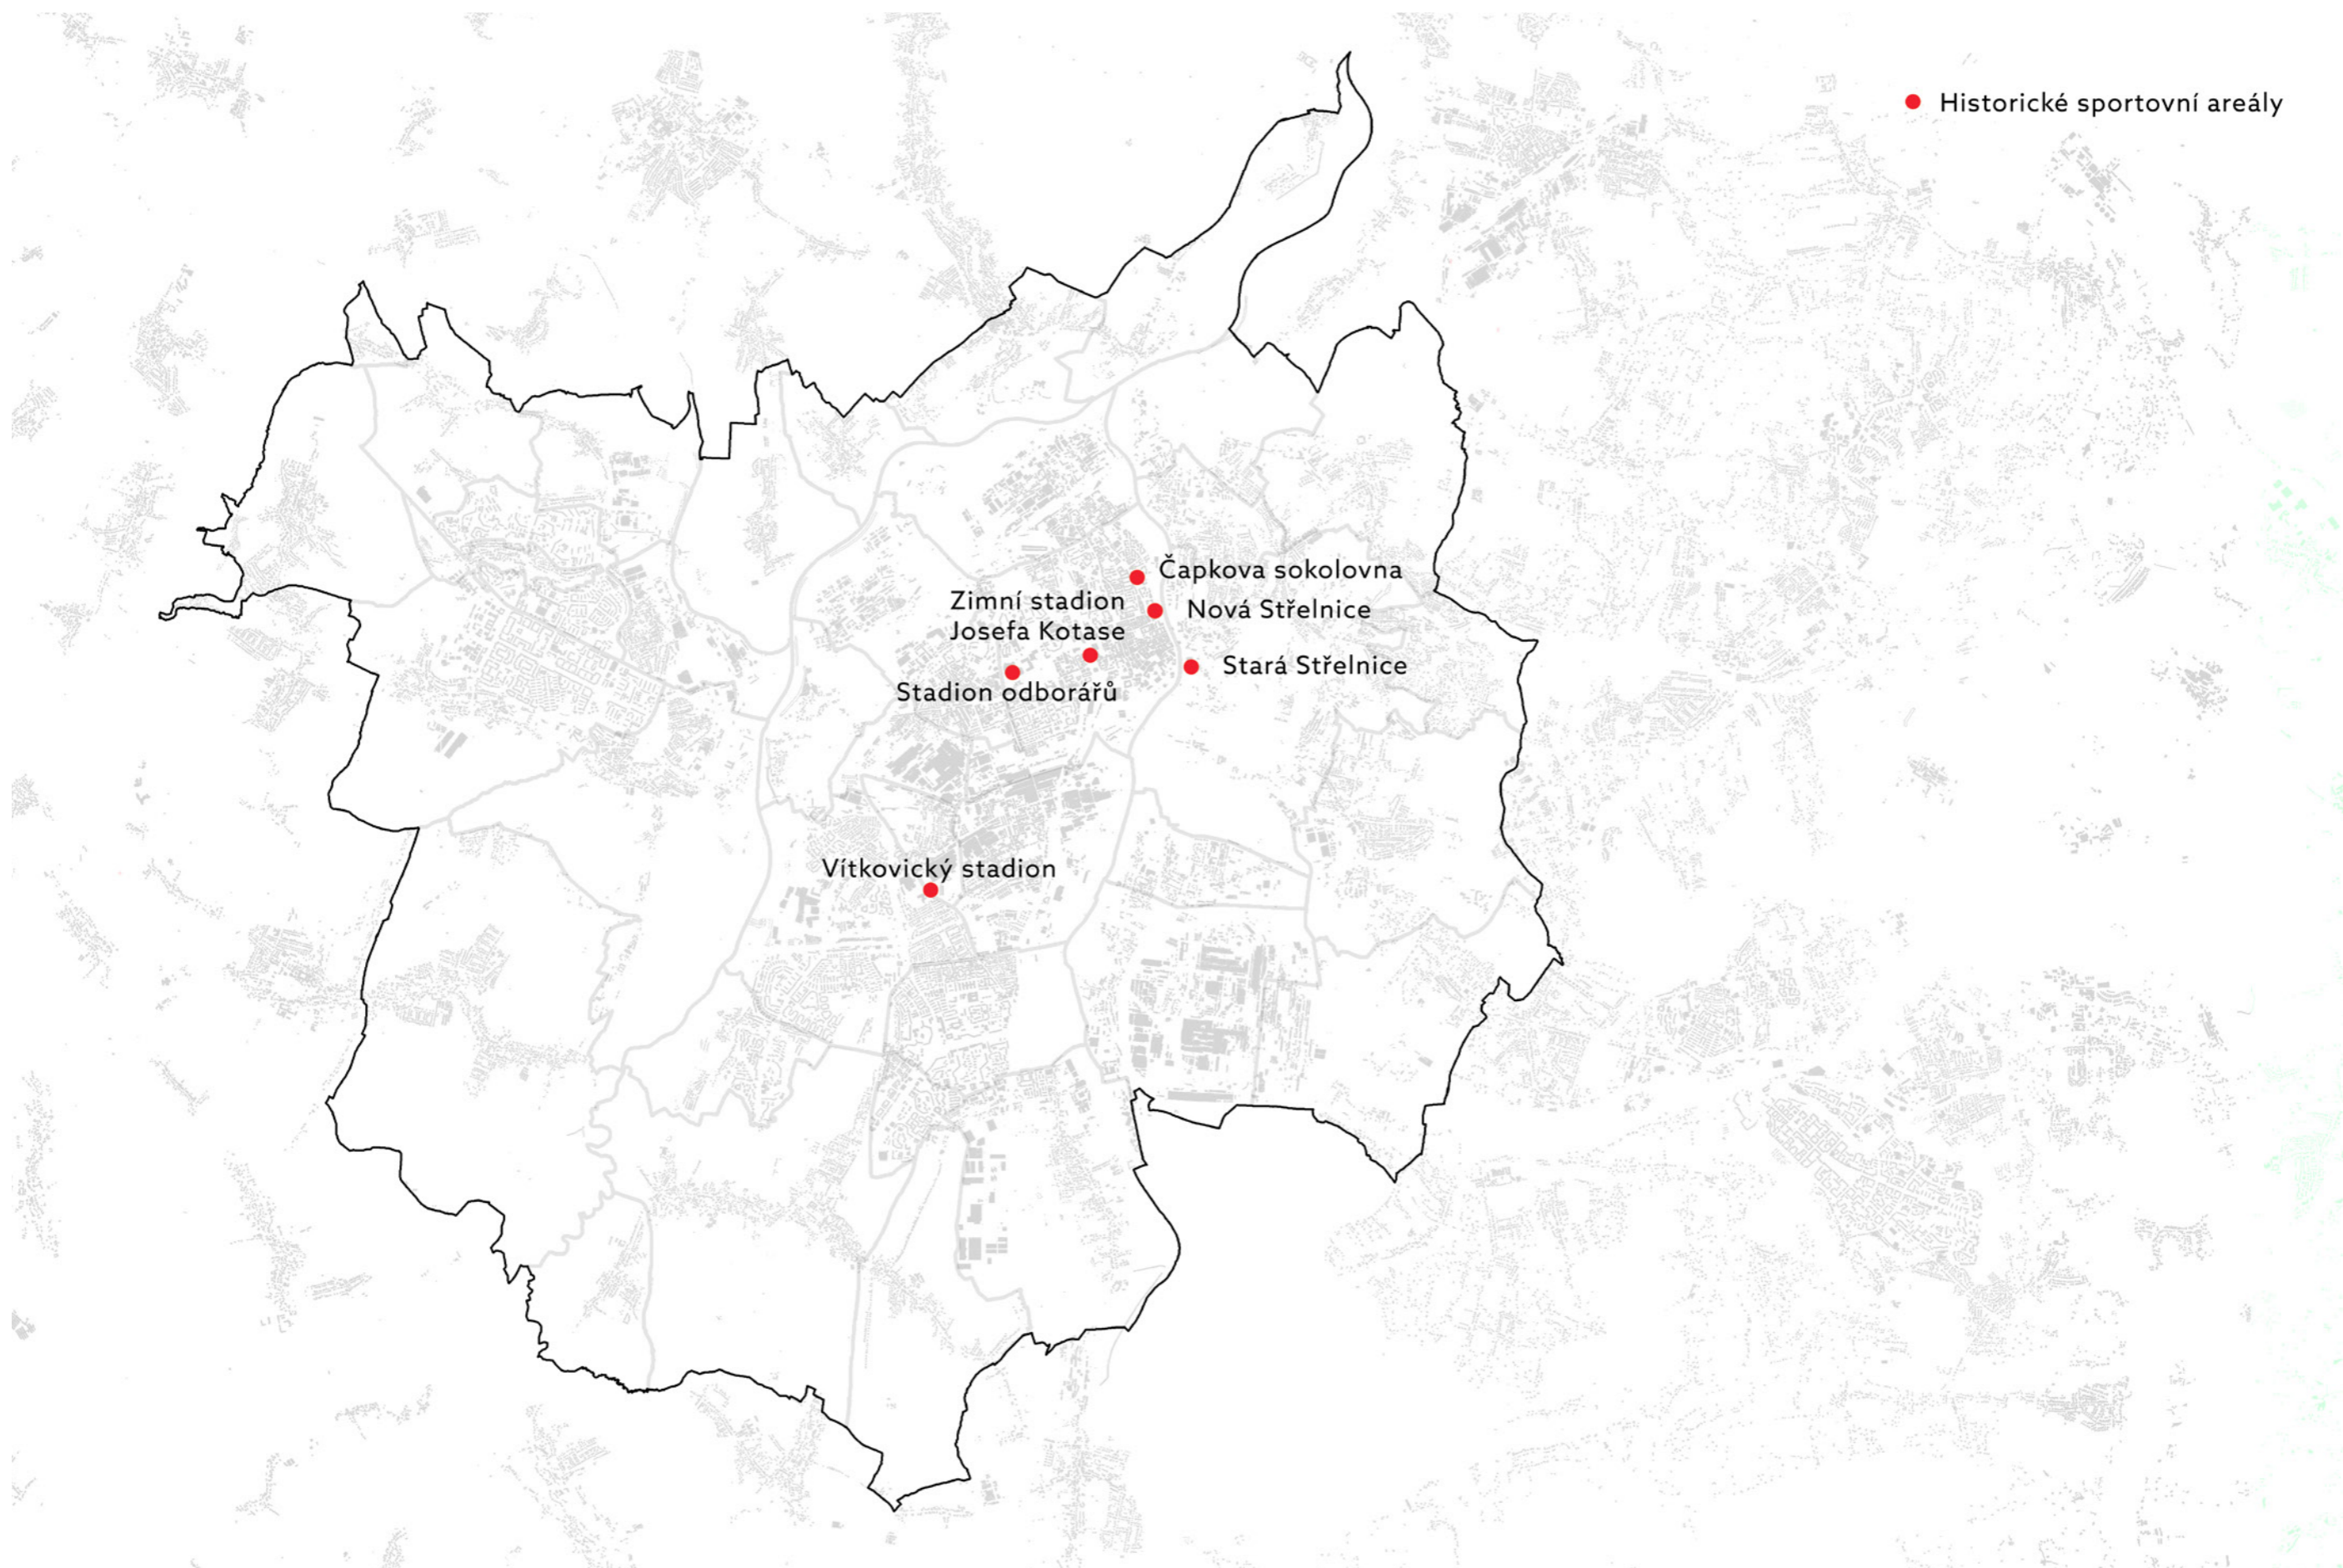 Historické sportovní areály
Čapkova sokolovna
Zimní stadion
Josefa Kotase
Nová Střelnice
Stará Střelnice
Stadion odborářů
Vítkovický stadion